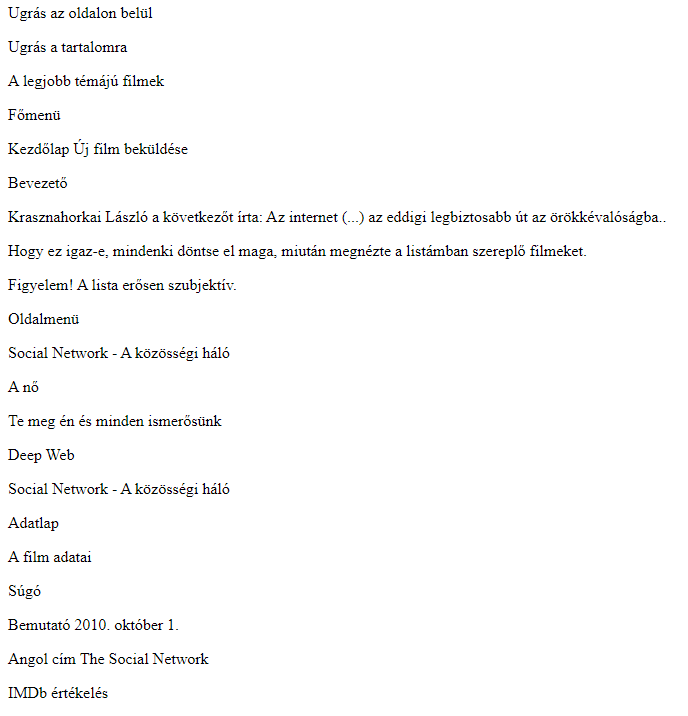 Ugrás az oldalon belül
Ugrás a tartalomra
A legjobb témájú filmek
Főmenü
Kezdőlap Új film beküldése
Bevezető
Krasznahorkai László a következőt írta: Az internet (...) az eddigi legbiztosabb út az örökkévalóságba..
Hogy ez igaz-e, mindenki döntse el maga, miután megnézte a listámban szereplő filmeket.
Figyelem! A lista erősen szubjektív.
Oldalmenü
Social Network - A közösségi háló
A nő
Te meg én és minden ismerősünk
Deep Web
Social Network - A közösségi háló
Adatlap
A film adatai
Súgó
Bemutató 2010. október 1.
Angol cím The Social Network
IMDb értékelés